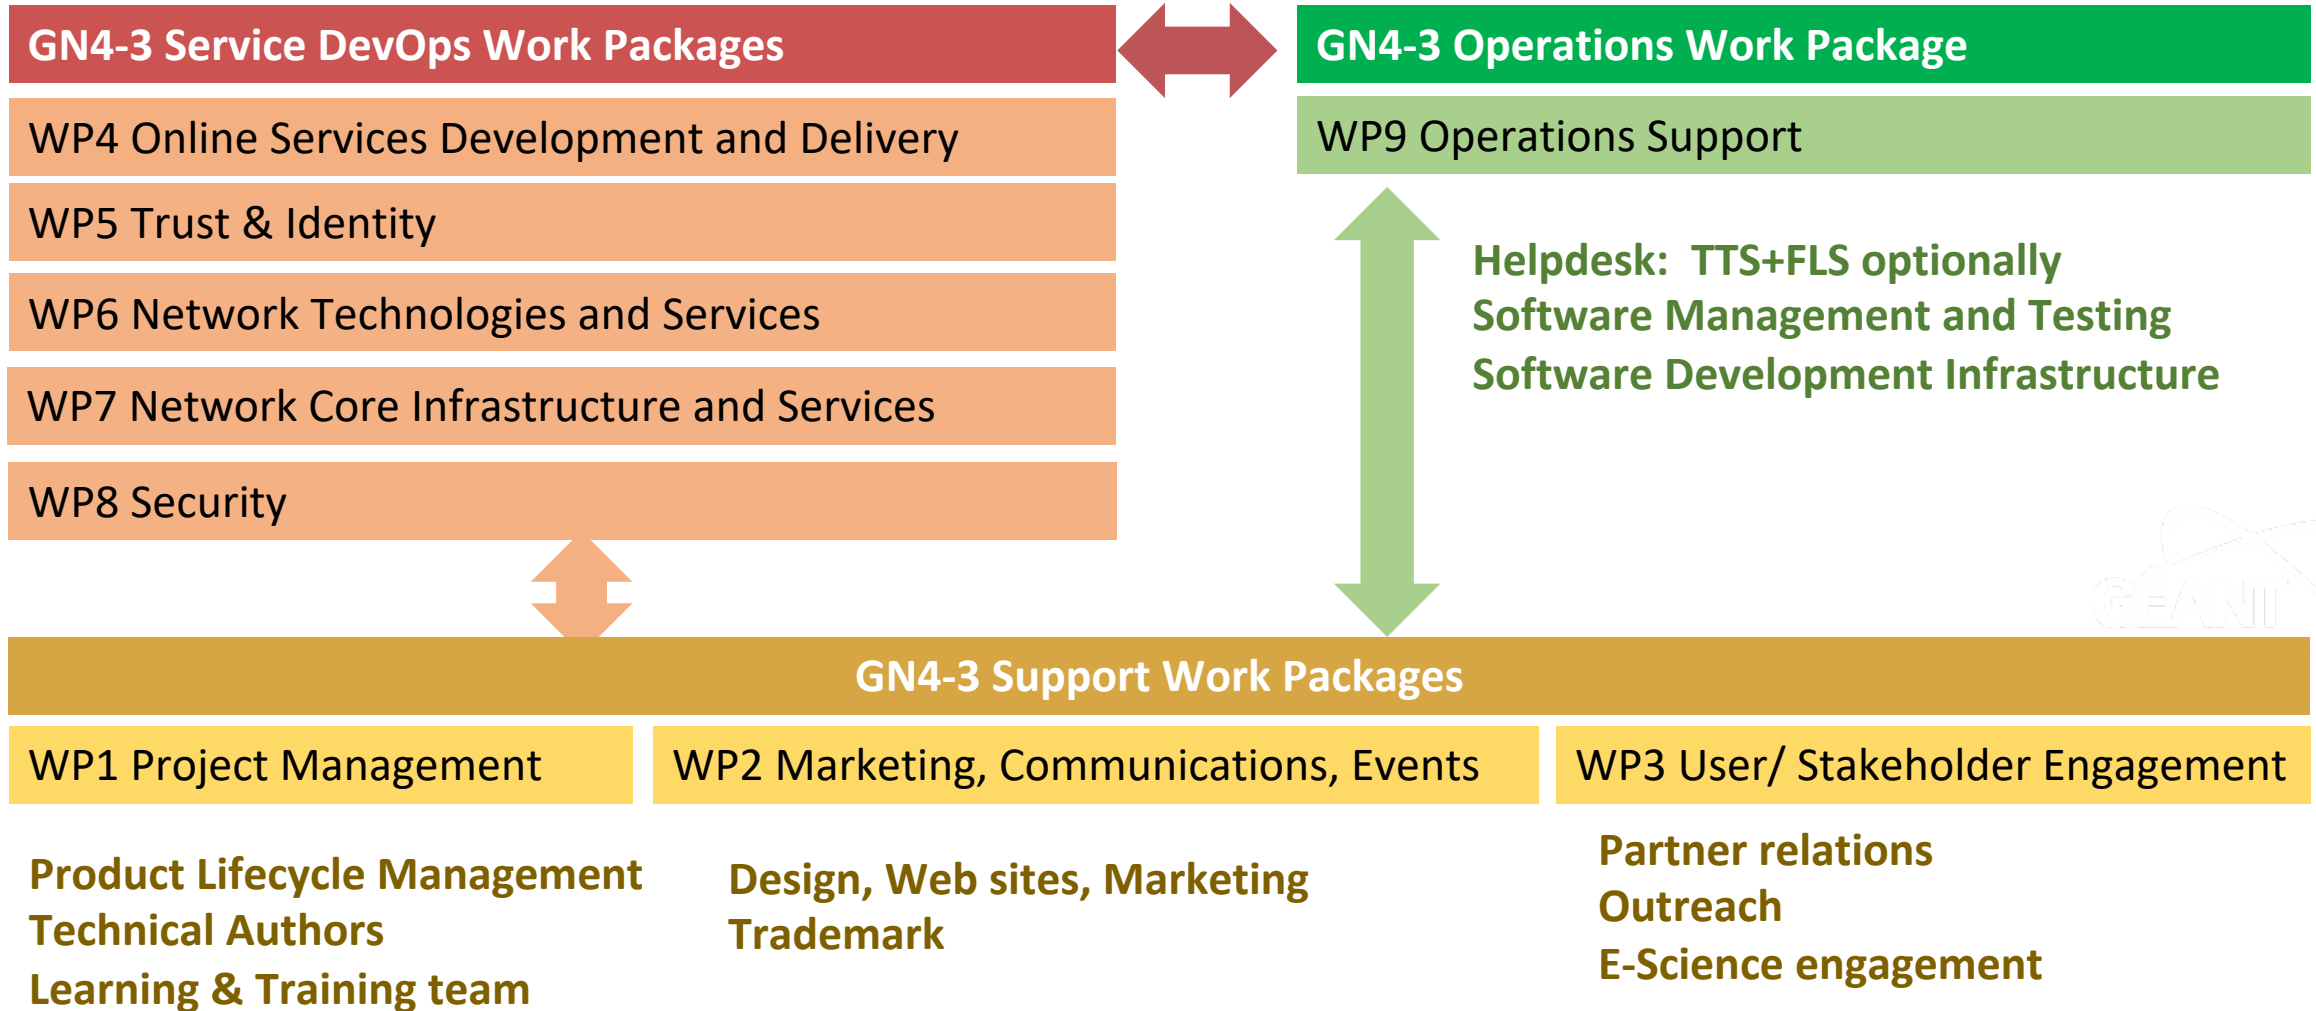 GN4-3 Service DevOps Work Packages
WP4 Online Services Development and Delivery
WP5 Trust & Identity
WP6 Network Technologies and Services
WP7 Network Core Infrastructure and Services
WP8 Security
GN4-3 Operations Work Package
WP9 Operations Support
Helpdesk: TTS+FLS optionally
Software Management and Testing
Software Development Infrastructure
GÉANT
GN4-3 Support Work Packages
WP1 Project Management
Product Lifecycle Management
Technical Authors
Learning & Training team
WP2 Marketing, Communications, Events
Design, Web sites, Marketing
Trademark
WP3 User/ Stakeholder Engagement
Partner relations
Outreach
E-Science engagement